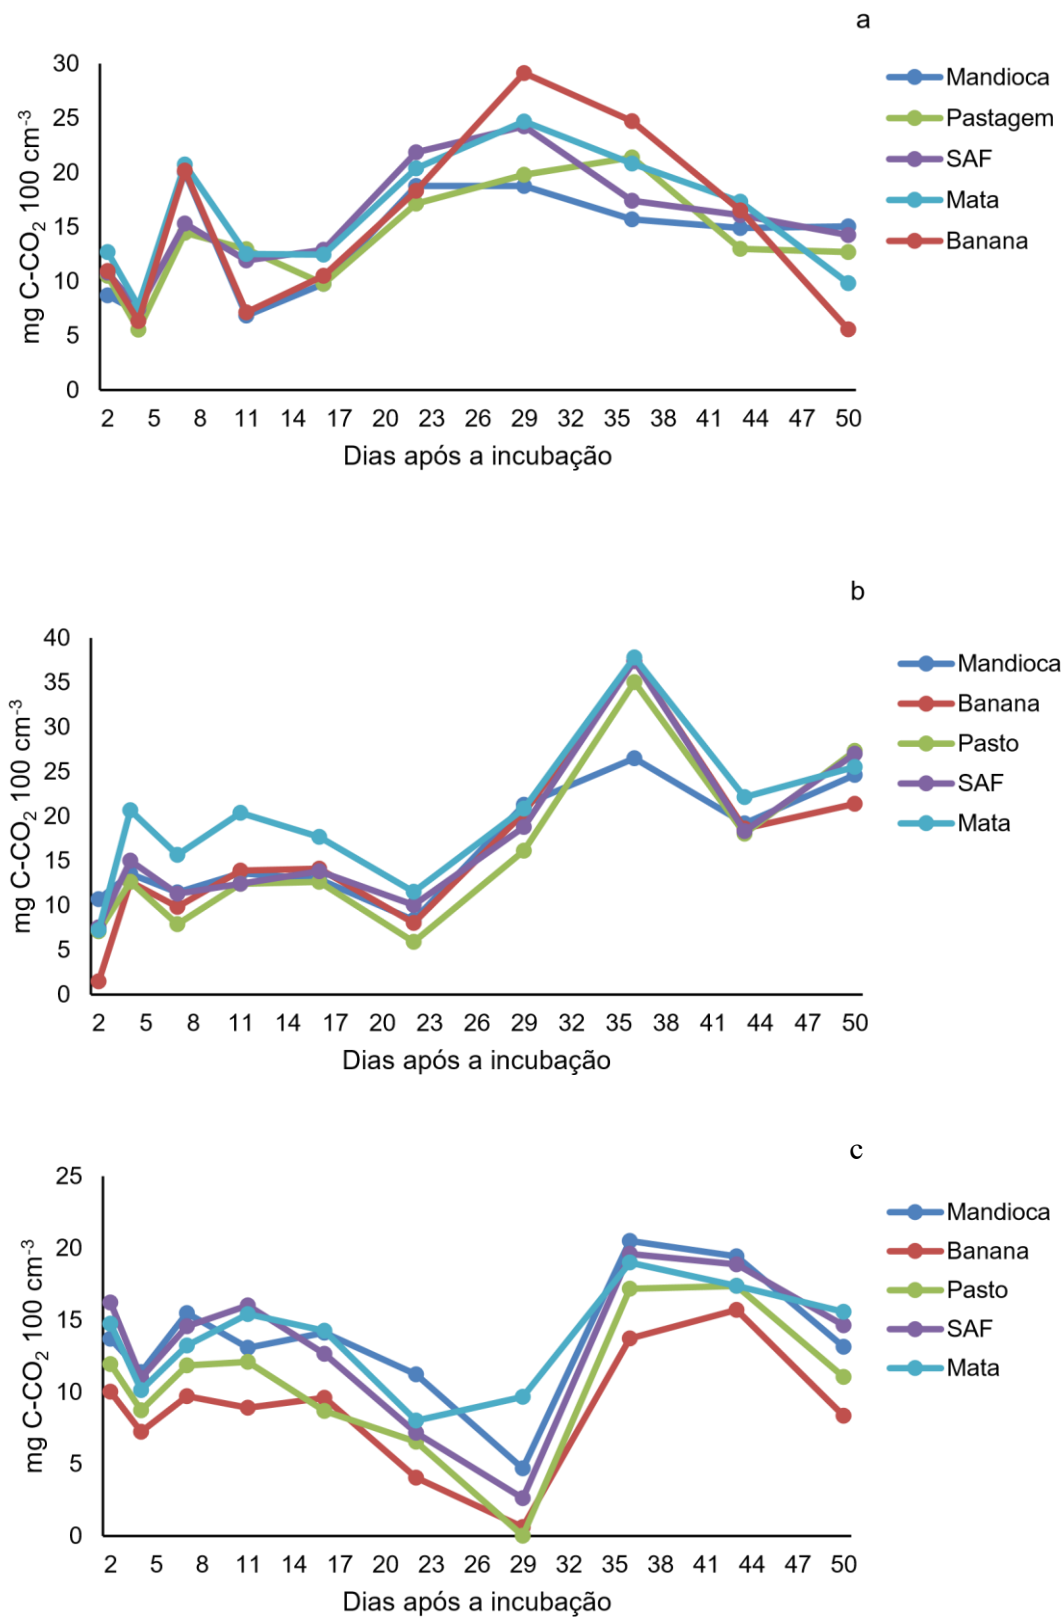 a
30
25
20
15
10
5
0
mg C-CO₂ 100 cm⁻³
2 5 8 11 14 17 20 23 26 29 32 35 38 41 44 47 50
Dias após a incubação
Mandioca
Pastagem
SAF
Mata
Banana
b
40
35
30
25
20
15
10
5
0
mg C-CO₂ 100 cm⁻³
2 5 8 11 14 17 20 23 26 29 32 35 38 41 44 47 50
Dias após a incubação
Mandioca
Banana
Pasto
SAF
Mata
c
25
20
15
10
5
0
mg C-CO₂ 100 cm⁻³
2 5 8 11 14 17 20 23 26 29 32 35 38 41 44 47 50
Dias após a incubação
Mandioca
Banana
Pasto
SAF
Mata